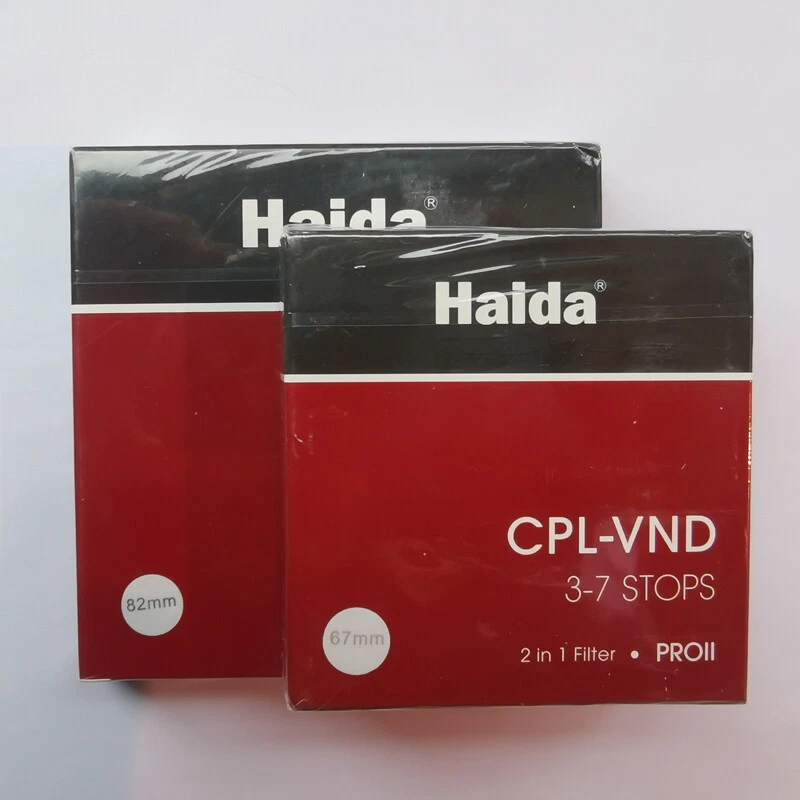 Haida®
82mm
Haida®
CPL-VND
3-7 STOPS
67mm
2 in 1 Filter • PROII